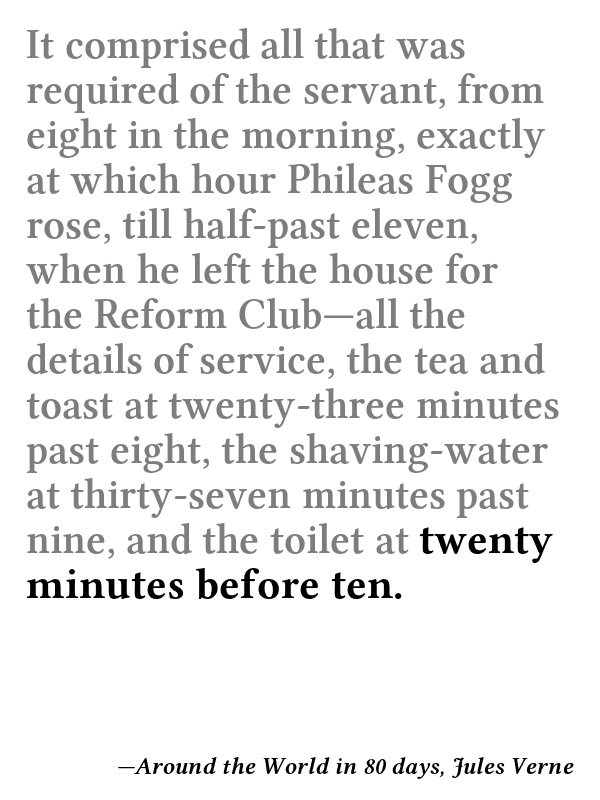 It comprised all that was
required of the servant, from
eight in the morning, exactly
at which hour Phileas Fogg
rose, till half-past eleven,
when he left the house for
the Reform Club—all the
details of service, the tea and
toast at twenty-three minutes
past eight, the shaving-water
at thirty-seven minutes past
nine, and the toilet at twenty
minutes before ten.
—Around the World in 80 days, Jules Verne